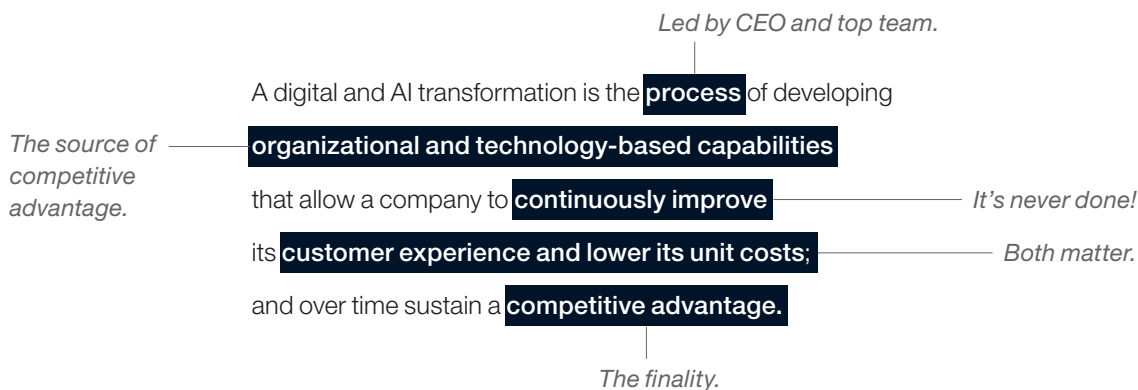 Led by CEO and top team.
A digital and AI transformation is the process of developing
The source of
competitive
advantage.
organizational and technology-based capabilities
that allow a company to continuously improve
It’s never done!
its customer experience and lower its unit costs;
Both matter.
and over time sustain a competitive advantage.
The finality.